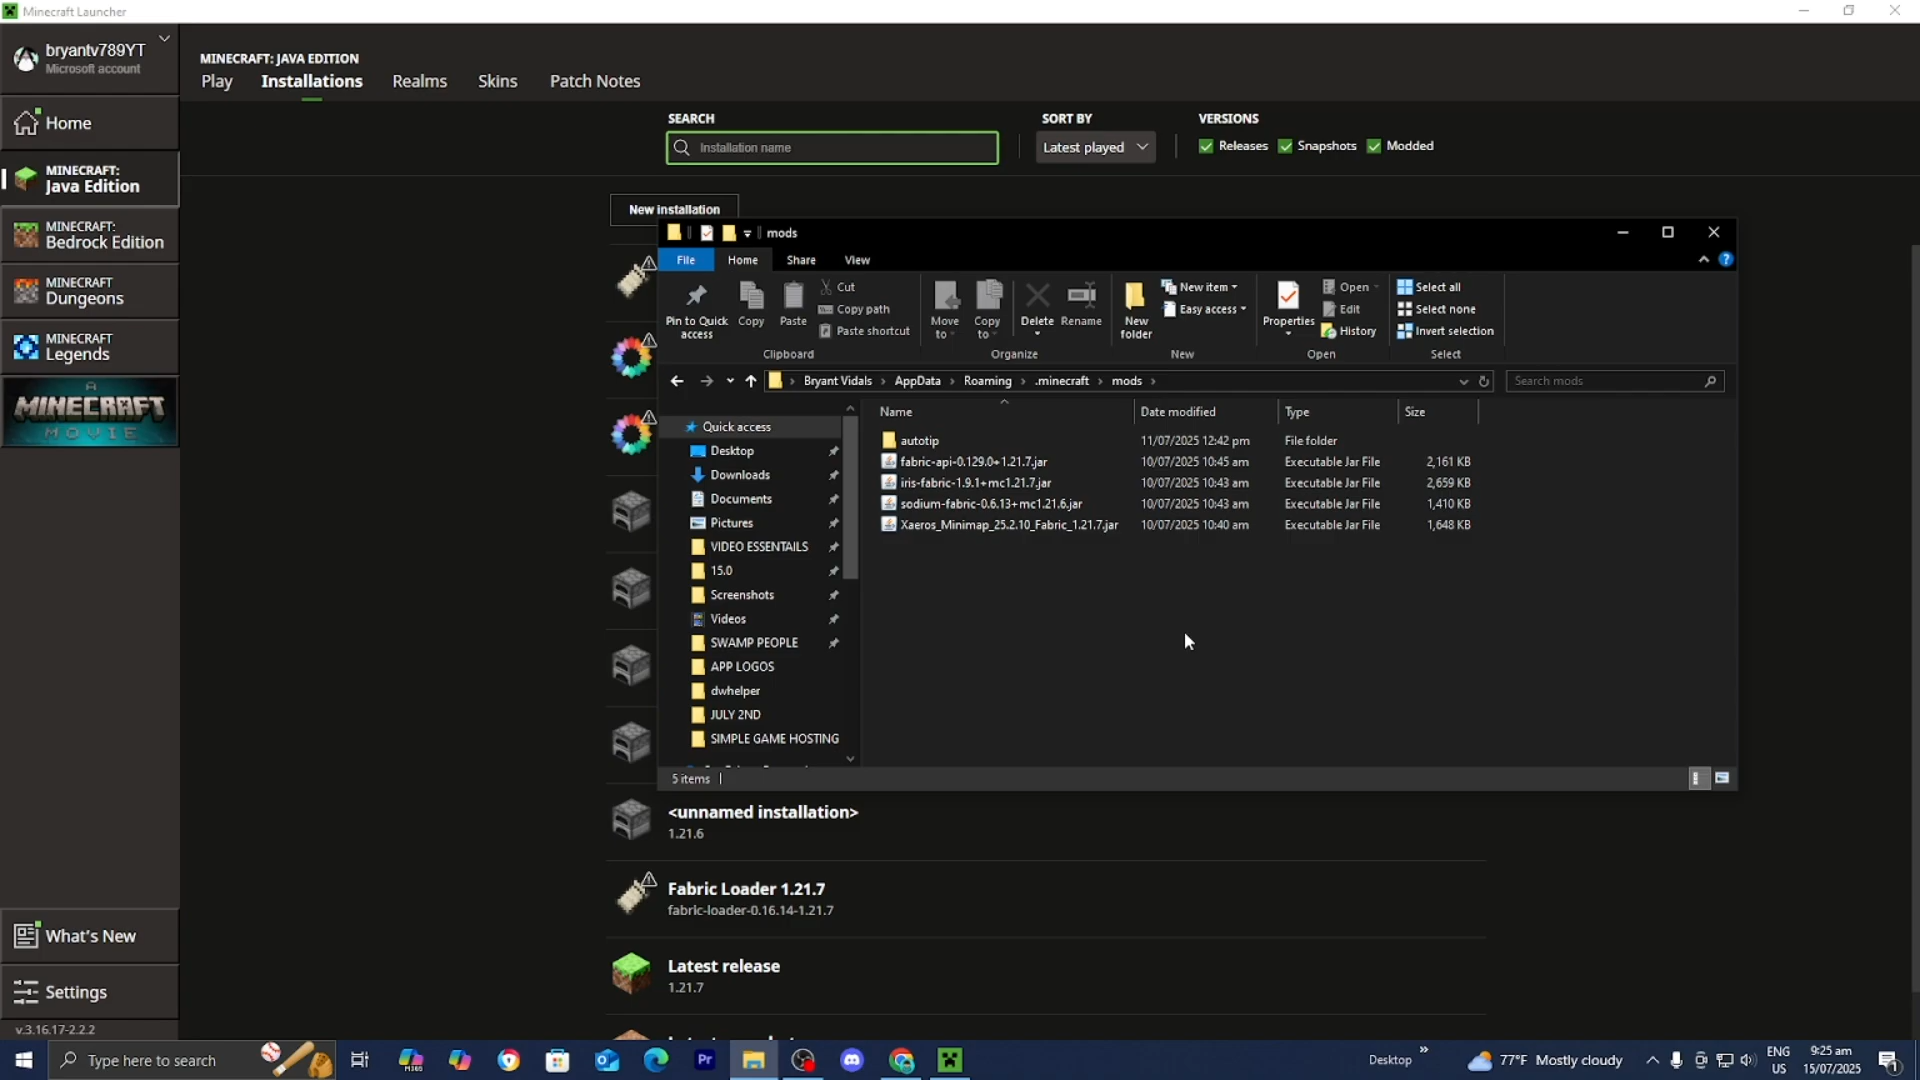 Minecraft Launcher
bryantv789YT
Microsoft account
MINECRAFT: JAVA EDITION
Play Installations Realms Skins Patch Notes
Home
MINECRAFT:
Java Edition
MINECRAFT:
Bedrock Edition
MINECRAFT
Dungeons
MINECRAFT
Legends
A
MINECRAFT
MOVIE
What's New
Settings
v.3.16.17-2.2.2
SEARCH SORT BY VERSIONS
Installation name Latest played Releases Snapshots Modded
New installation
mods
File Home Share View
Pin to Quick
access
Copy
Paste
Cut
Copy path
Paste shortcut
Clipboard
Move
to
Copy
to
Delete
Rename
Organize
New
folder
New item
Easy access
New
Properties
Open
Edit
History
Open
Select all
Select none
Invert selection
Select
Bryant Vidals AppData Roaming .minecraft mods
Search mods
Quick access
Desktop
Downloads
Documents
Pictures
VIDEO ESSENTAILS
15.0
Screenshots
Videos
SWAMP PEOPLE
APP LOGOS
dwhelper
JULY 2ND
SIMPLE GAME HOSTING
Name Date modified Type Size
autotip 11/07/2025 12:42 pm File folder
fabric-api-0.129.0+1.21.7.jar 10/07/2025 10:45 am Executable Jar File 2,161 KB
iris-fabric-1.9.1+mc1.21.7.jar 10/07/2025 10:43 am Executable Jar File 2,659 KB
sodium-fabric-0.6.13+mc1.21.6.jar 10/07/2025 10:43 am Executable Jar File 1,410 KB
Xaeros_Minimap_25.2.10_Fabric_1.21.7.jar 10/07/2025 10:40 am Executable Jar File 1,648 KB
5 items
<unnamed installation>
1.21.6
Fabric Loader 1.21.7
fabric-loader-0.16.14-1.21.7
Latest release
1.21.7
Type here to search
M365
Pr
Desktop
77°F Mostly cloudy
ENG
US
9:25 am
15/07/2025
1